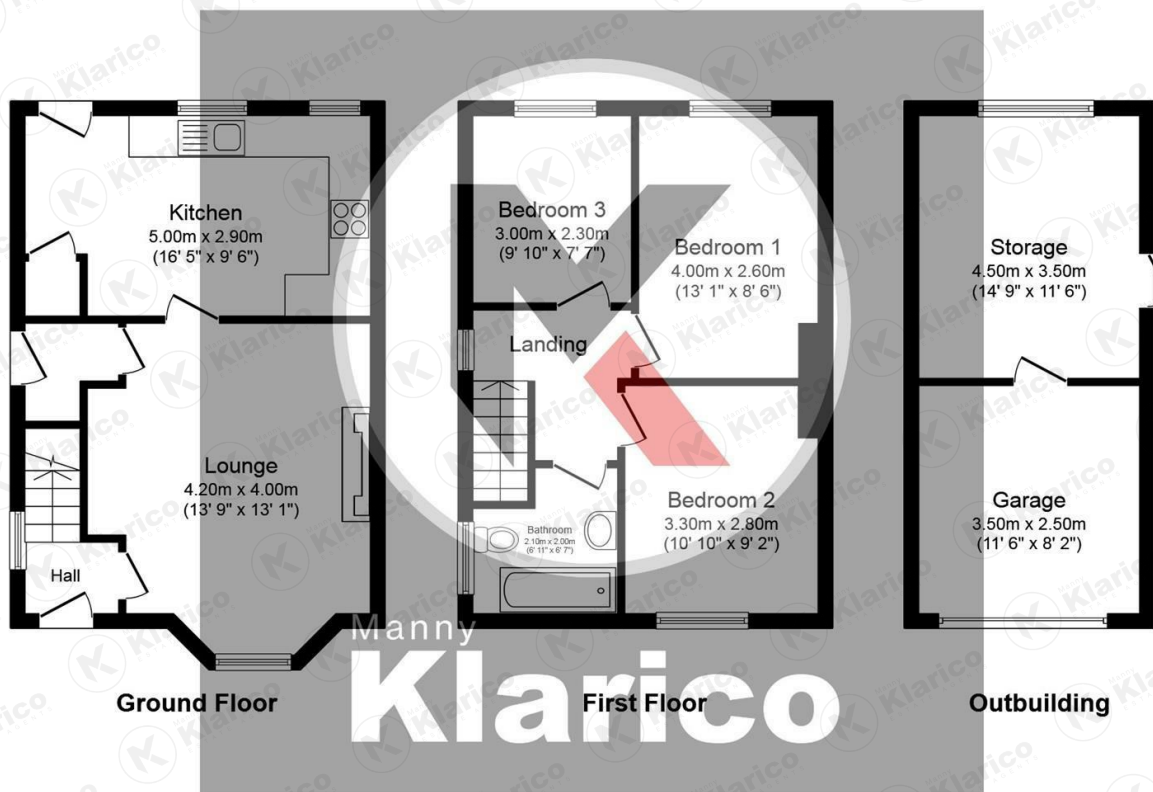 Kitchen
5.00m x 2.90m
(16' 5" x 9' 6")
Lounge
4.20m x 4.00m
(13' 9" x 13' 1")
Hall
Ground Floor
Bedroom 3
3.00m x 2.30m
(9' 10" x 7' 7")
Bedroom 1
4.00m x 2.60m
(13' 1" x 8' 6")
Landing
Bedroom 2
3.30m x 2.80m
(10' 10" x 9' 2")
Bathroom
2.10m x 2.00m
(6' 11" x 6' 7")
First Floor
Storage
4.50m x 3.50m
(14' 9" x 11' 6")
Garage
3.50m x 2.50m
(11' 6" x 8' 2")
Outbuilding
Manny
Klarico